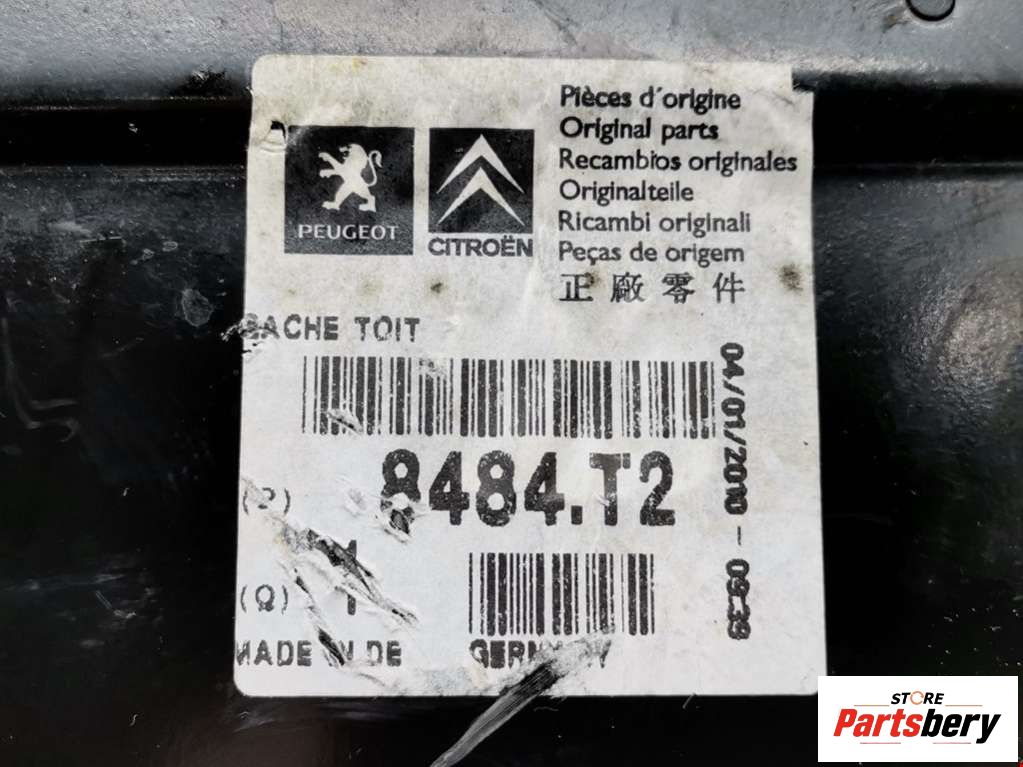 Pièces d'origine
Original parts
Recambios originales
Originalteile
Ricambi originali
Peças de origem
正廠零件
PEUGEOT
CITROËN
BACHE TOIT
04/01/2010 - 09:39
(P) 8484.T2
(Q) 1
MADE IN DE GERMANY
STORE
Partsbery